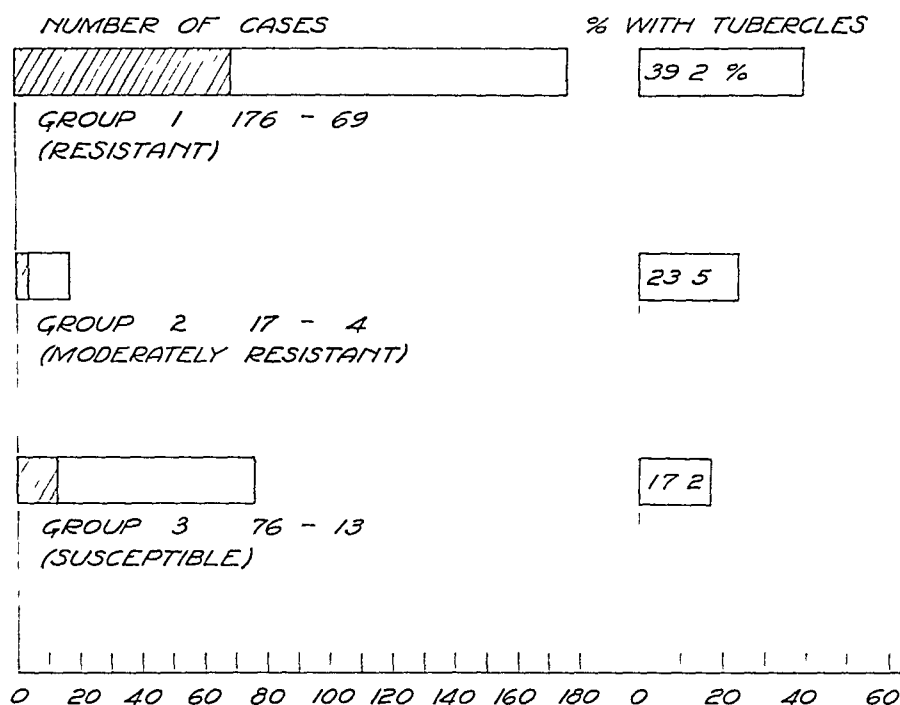 NUMBER OF CASES % WITH TUBERCLES
39 2 %
GROUP 1 176 - 69
(RESISTANT)
23 5
GROUP 2 17 - 4
(MODERATELY RESISTANT)
17 2
GROUP 3 76 - 13
(SUSCEPTIBLE)
0 20 40 60 80 100 120 140 160 180 0 20 40 60